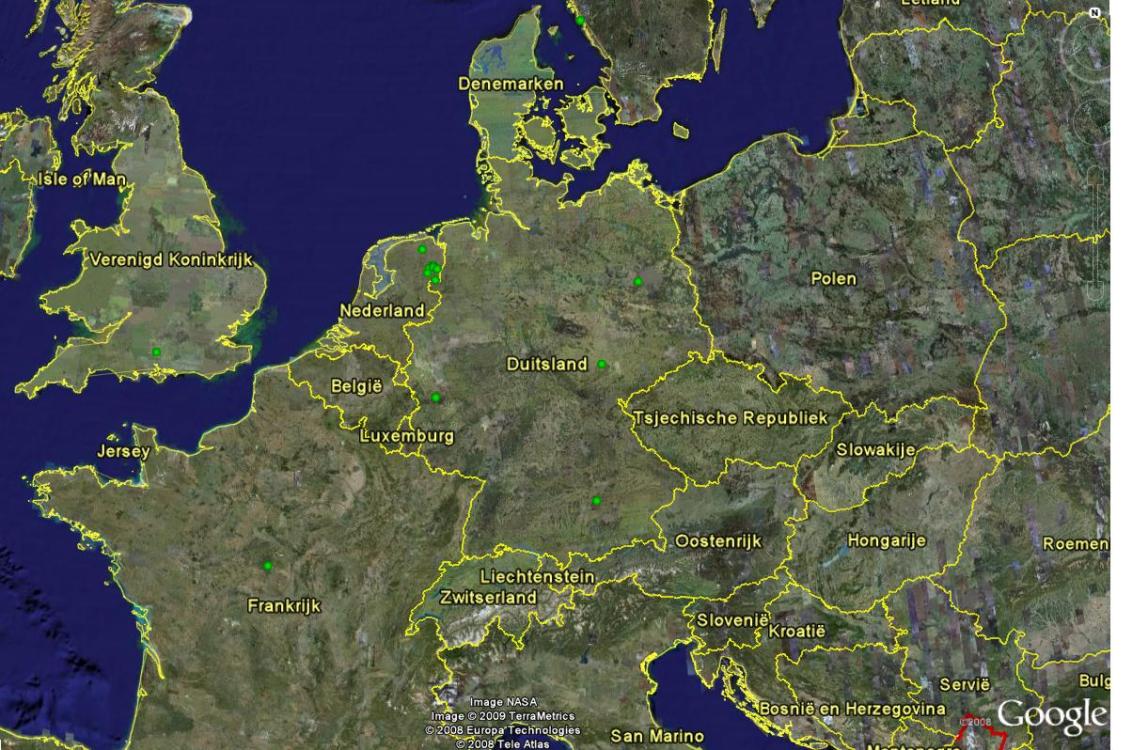 Letland
N
Denemarken
Isle of Man
Verenigd Koninkrijk
Polen
Nederland
Duitsland
België
Tsjechische Republiek
Luxemburg
Jersey
Slowakije
Oostenrijk
Hongarije
Roemen
Liechtenstein
Zwitserland
Frankrijk
Slovenië
Kroatië
Servië
Bulg
Bosnië en Herzegovina
San Marino
Image NASA
Image © 2009 TerraMetrics
© 2008 Europa Technologies
© 2008 Tele Atlas
©2008
Google